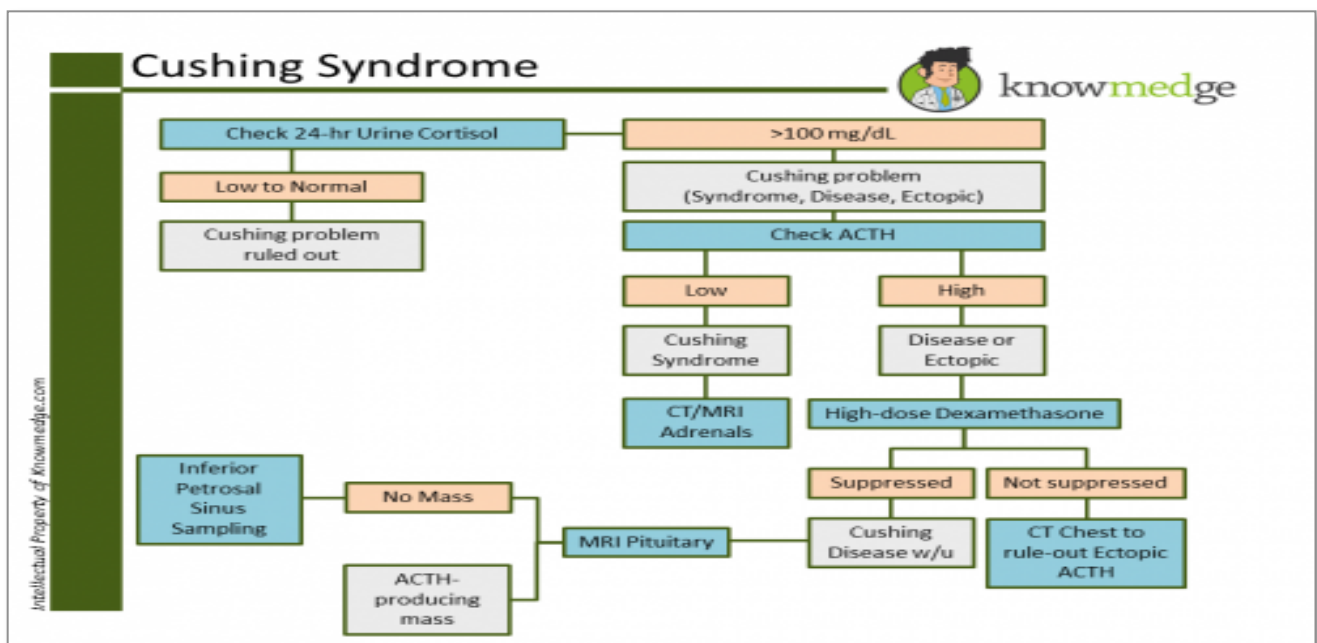 Cushing Syndrome
knowmedge
Check 24-hr Urine Cortisol
>100 mg/dL
Low to Normal
Cushing problem
(Syndrome, Disease, Ectopic)
Cushing problem
ruled out
Check ACTH
Low
High
Cushing
Syndrome
Disease or
Ectopic
CT/MRI
Adrenals
High-dose Dexamethasone
Suppressed
Not suppressed
Cushing
Disease w/u
CT Chest to
rule-out Ectopic
ACTH
MRI Pituitary
No Mass
ACTH-
producing
mass
Inferior
Petrosal
Sinus
Sampling
Intellectual Property of Knowmedge.com